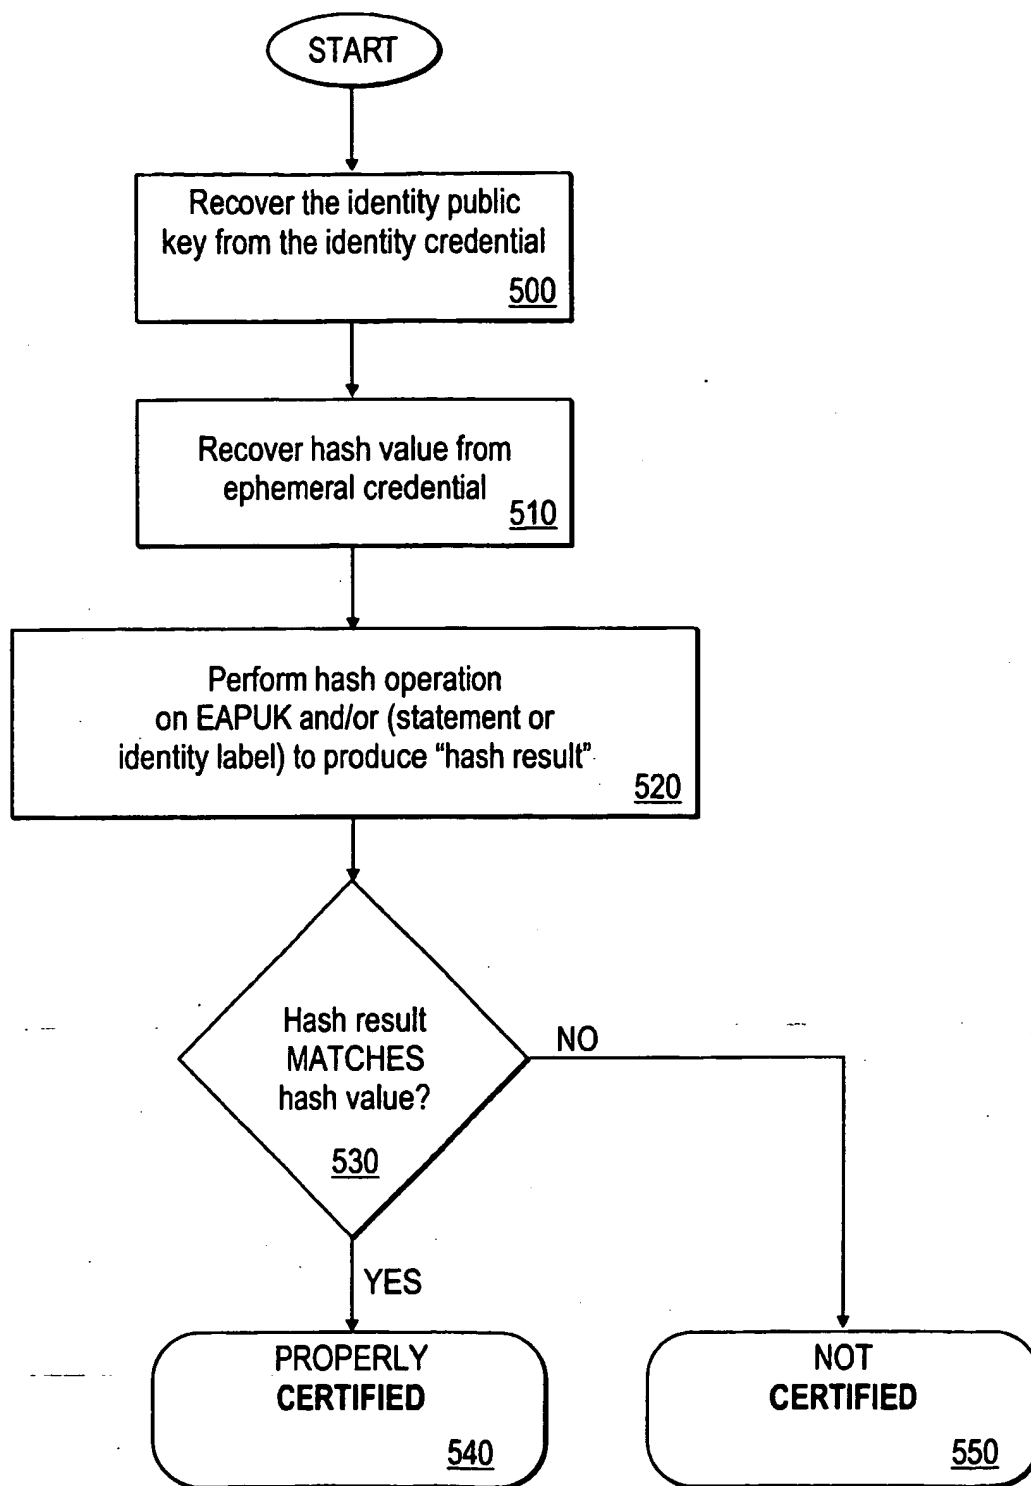 START
Recover the identity public
key from the identity credential
500
Recover hash value from
ephemeral credential
510
Perform hash operation
on EAPUK and/or (statement or
identity label) to produce “hash result”
520
Hash result
MATCHES
hash value?
530
NO
YES
PROPERLY
CERTIFIED
540
NOT
CERTIFIED
550